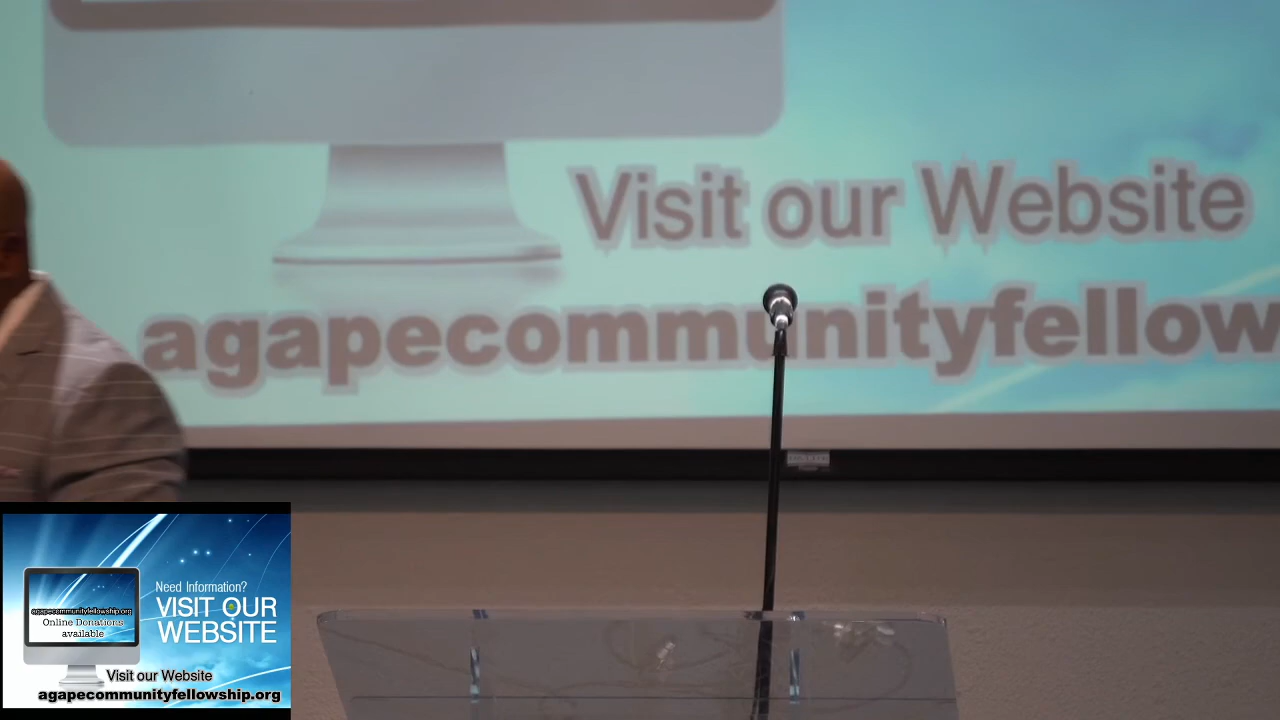 Visit our Website
agapecommunityfellow
Need Information?
VISIT OUR
WEBSITE
agapecommunityfellowship.org
Online Donations
available
Visit our Website
agapecommunityfellowship.org